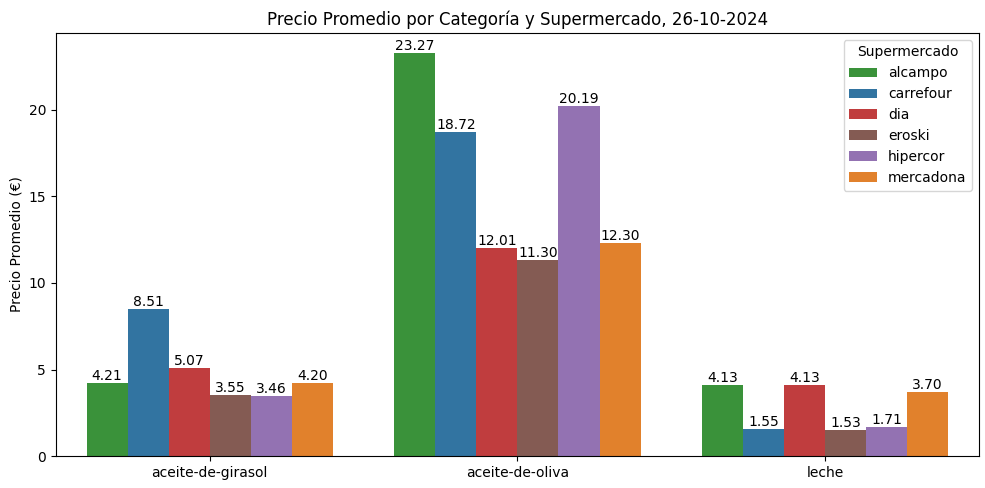 Precio Promedio por Categoría y Supermercado, 26-10-2024
Precio Promedio (€)
20
15
10
5
0
4.21
8.51
5.07
3.55
3.46
4.20
23.27
18.72
12.01
11.30
20.19
12.30
4.13
1.55
4.13
1.53
1.71
3.70
aceite-de-girasol
aceite-de-oliva
leche
Supermercado
alcampo
carrefour
dia
eroski
hipercor
mercadona